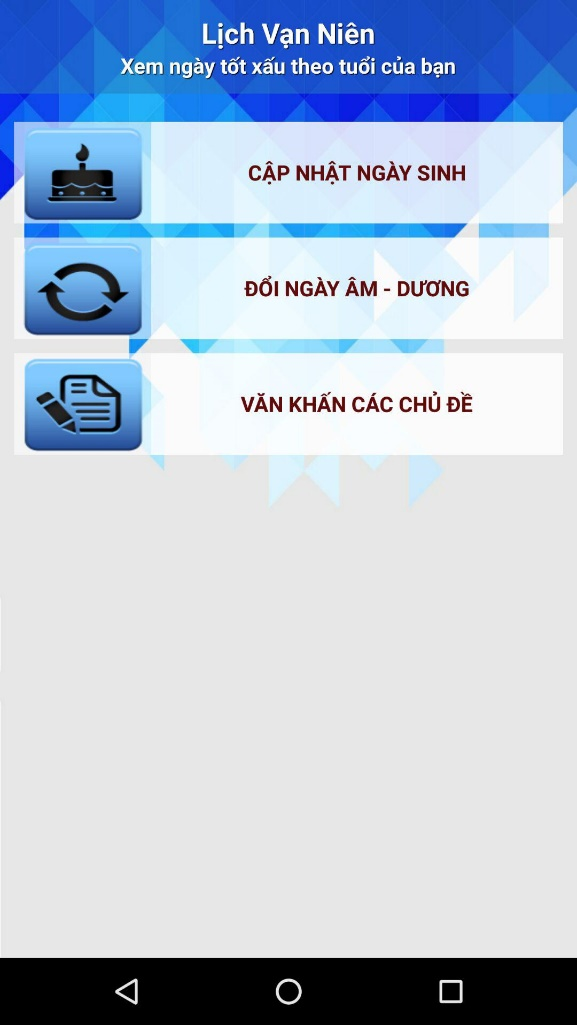 Lịch Vạn Niên
Xem ngày tốt xấu theo tuổi của bạn
CẬP NHẬT NGÀY SINH
ĐỔI NGÀY ÂM - DƯƠNG
VĂN KHẤN CÁC CHỦ ĐỀ